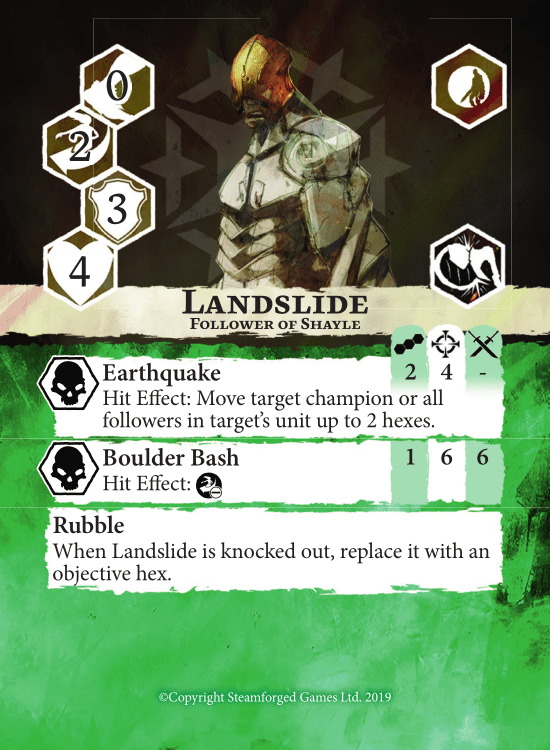 0
2
3
4
Landslide
Follower of Shayle
Earthquake 2 4 -
Hit Effect: Move target champion or all
followers in target's unit up to 2 hexes.
Boulder Bash 1 6 6
Hit Effect:
Rubble
When Landslide is knocked out, replace it with an
objective hex.
©Copyright Steamforged Games Ltd. 2019